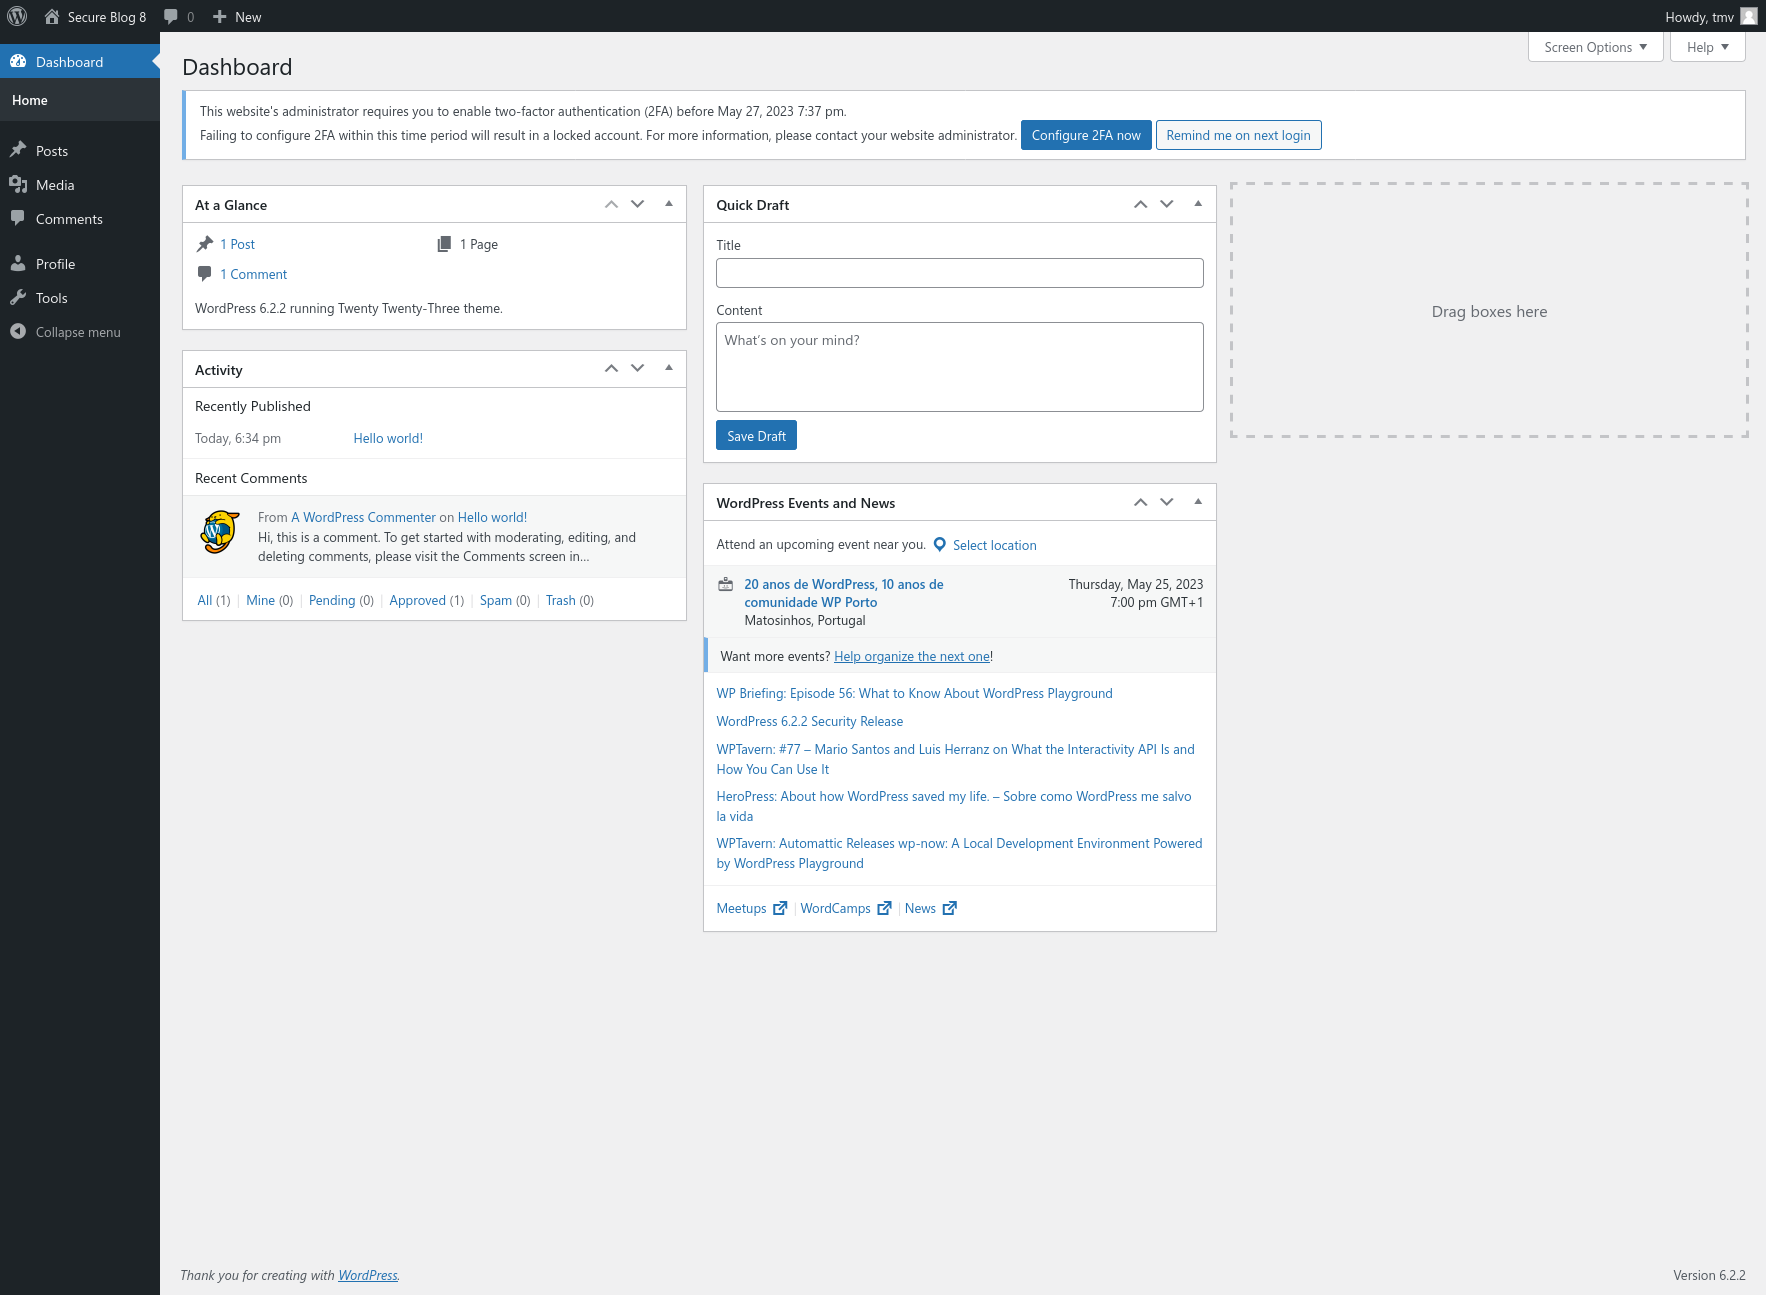 Secure Blog 8
0
New
Howdy, tmv
Dashboard
Home
Posts
Media
Comments
Profile
Tools
Collapse menu
Screen Options
Help
Dashboard
This website's administrator requires you to enable two-factor authentication (2FA) before May 27, 2023 7:37 pm.
Failing to configure 2FA within this time period will result in a locked account. For more information, please contact your website administrator. Configure 2FA now Remind me on next login
At a Glance
1 Post
1 Page
1 Comment
WordPress 6.2.2 running Twenty Twenty-Three theme.
Activity
Recently Published
Today, 6:34 pm Hello world!
Recent Comments
From A WordPress Commenter on Hello world!
Hi, this is a comment. To get started with moderating, editing, and
deleting comments, please visit the Comments screen in…
All (1) | Mine (0) | Pending (0) | Approved (1) | Spam (0) | Trash (0)
Quick Draft
Title
Content
What's on your mind?
Save Draft
WordPress Events and News
Attend an upcoming event near you. Select location
20 anos de WordPress, 10 anos de
comunidade WP Porto
Matosinhos, Portugal
Thursday, May 25, 2023
7:00 pm GMT+1
Want more events? Help organize the next one!
WP Briefing: Episode 56: What to Know About WordPress Playground
WordPress 6.2.2 Security Release
WPTavern: #77 – Mario Santos and Luis Herranz on What the Interactivity API Is and
How You Can Use It
HeroPress: About how WordPress saved my life. – Sobre como WordPress me salvo
la vida
WPTavern: Automattic Releases wp-now: A Local Development Environment Powered
by WordPress Playground
Meetups | WordCamps | News
Drag boxes here
Thank you for creating with WordPress.
Version 6.2.2